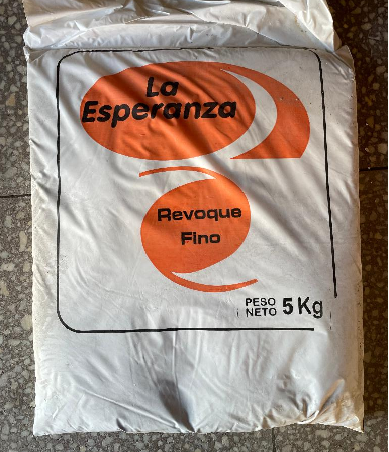 La
Esperanza
Revoque
Fino
PESO
NETO 5 Kg